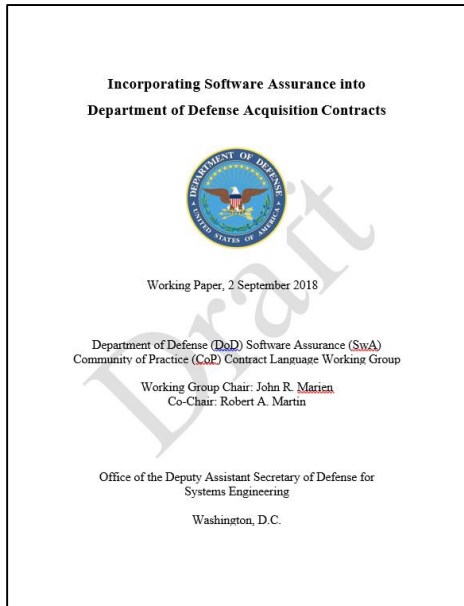 Incorporating Software Assurance into
Department of Defense Acquisition Contracts
DEPARTMENT OF DEFENSE
UNITED STATES OF AMERICA
Draft
Working Paper, 2 September 2018
Department of Defense (DoD) Software Assurance (SwA)
Community of Practice (CoP) Contract Language Working Group
Working Group Chair: John R. Marien
Co-Chair: Robert A. Martin
Office of the Deputy Assistant Secretary of Defense for
Systems Engineering
Washington, D.C.